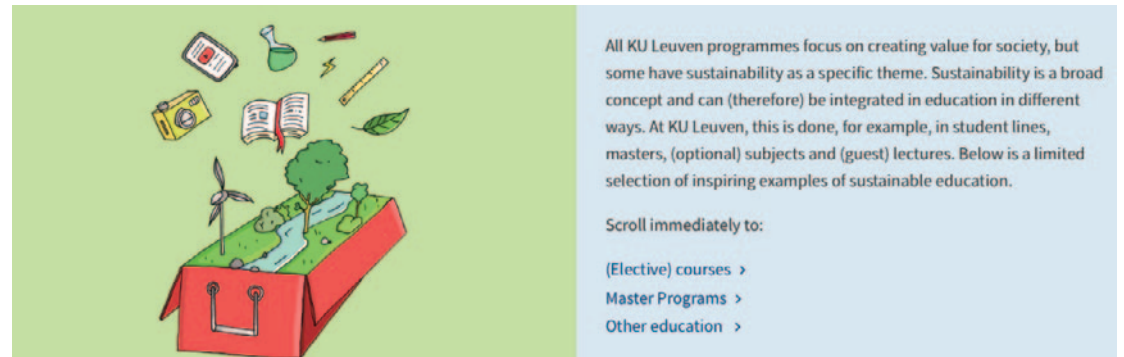 All KU Leuven programmes focus on creating value for society, but
some have sustainability as a specific theme. Sustainability is a broad
concept and can (therefore) be integrated in education in different
ways. At KU Leuven, this is done, for example, in student lines,
masters, (optional) subjects and (guest) lectures. Below is a limited
selection of inspiring examples of sustainable education.
Scroll immediately to:
(Elective) courses >
Master Programs >
Other education >